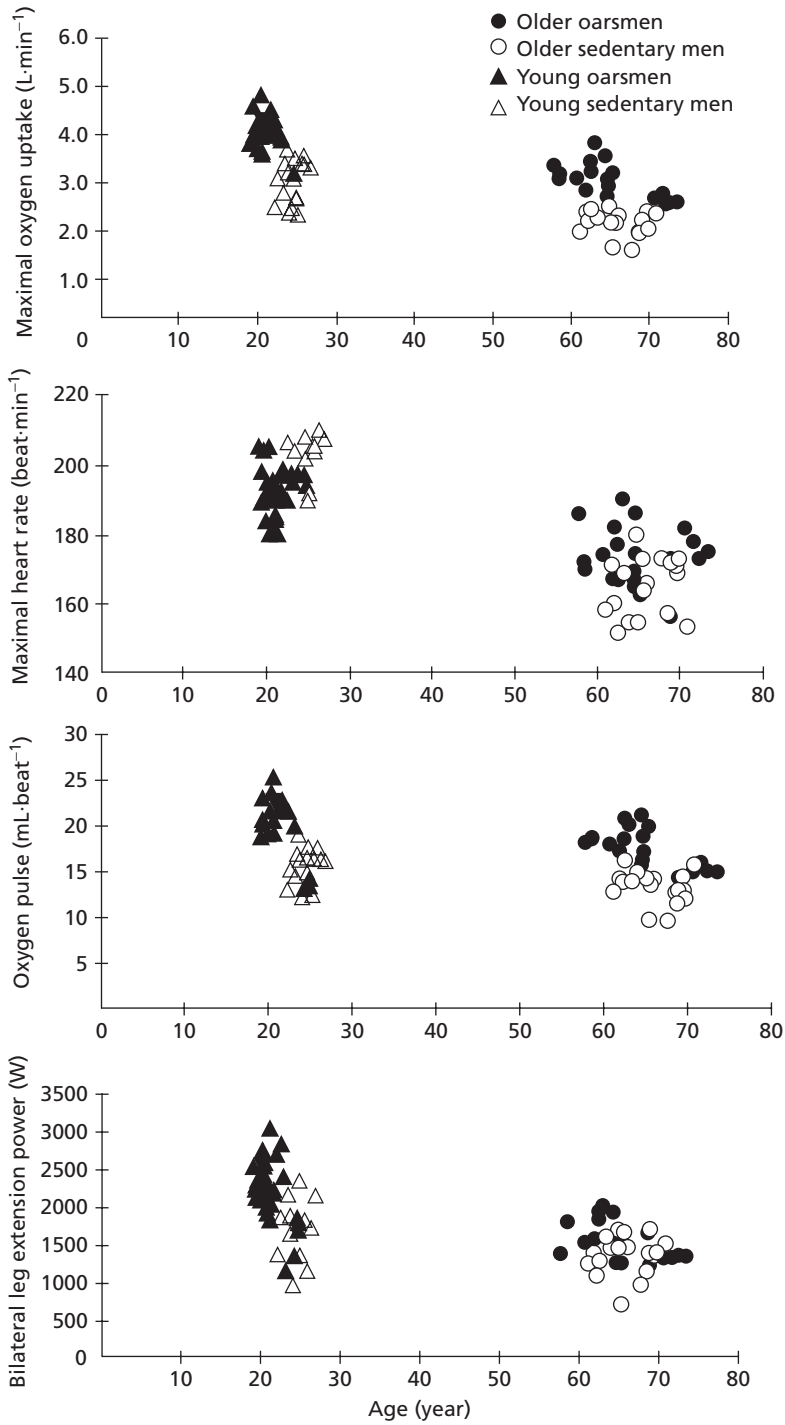 Older oarsmen
Older sedentary men
Young oarsmen
Young sedentary men
Maximal oxygen uptake (L·min⁻¹)
6.0
5.0
4.0
3.0
2.0
1.0
0 10 20 30 40 50 60 70 80
Maximal heart rate (beat·min⁻¹)
220
200
180
160
140
0 10 20 30 40 50 60 70 80
Oxygen pulse (mL·beat⁻¹)
30
25
20
15
10
5
0 10 20 30 40 50 60 70 80
Bilateral leg extension power (W)
3500
3000
2500
2000
1500
1000
500
0
10 20 30 40 50 60 70 80
Age (year)